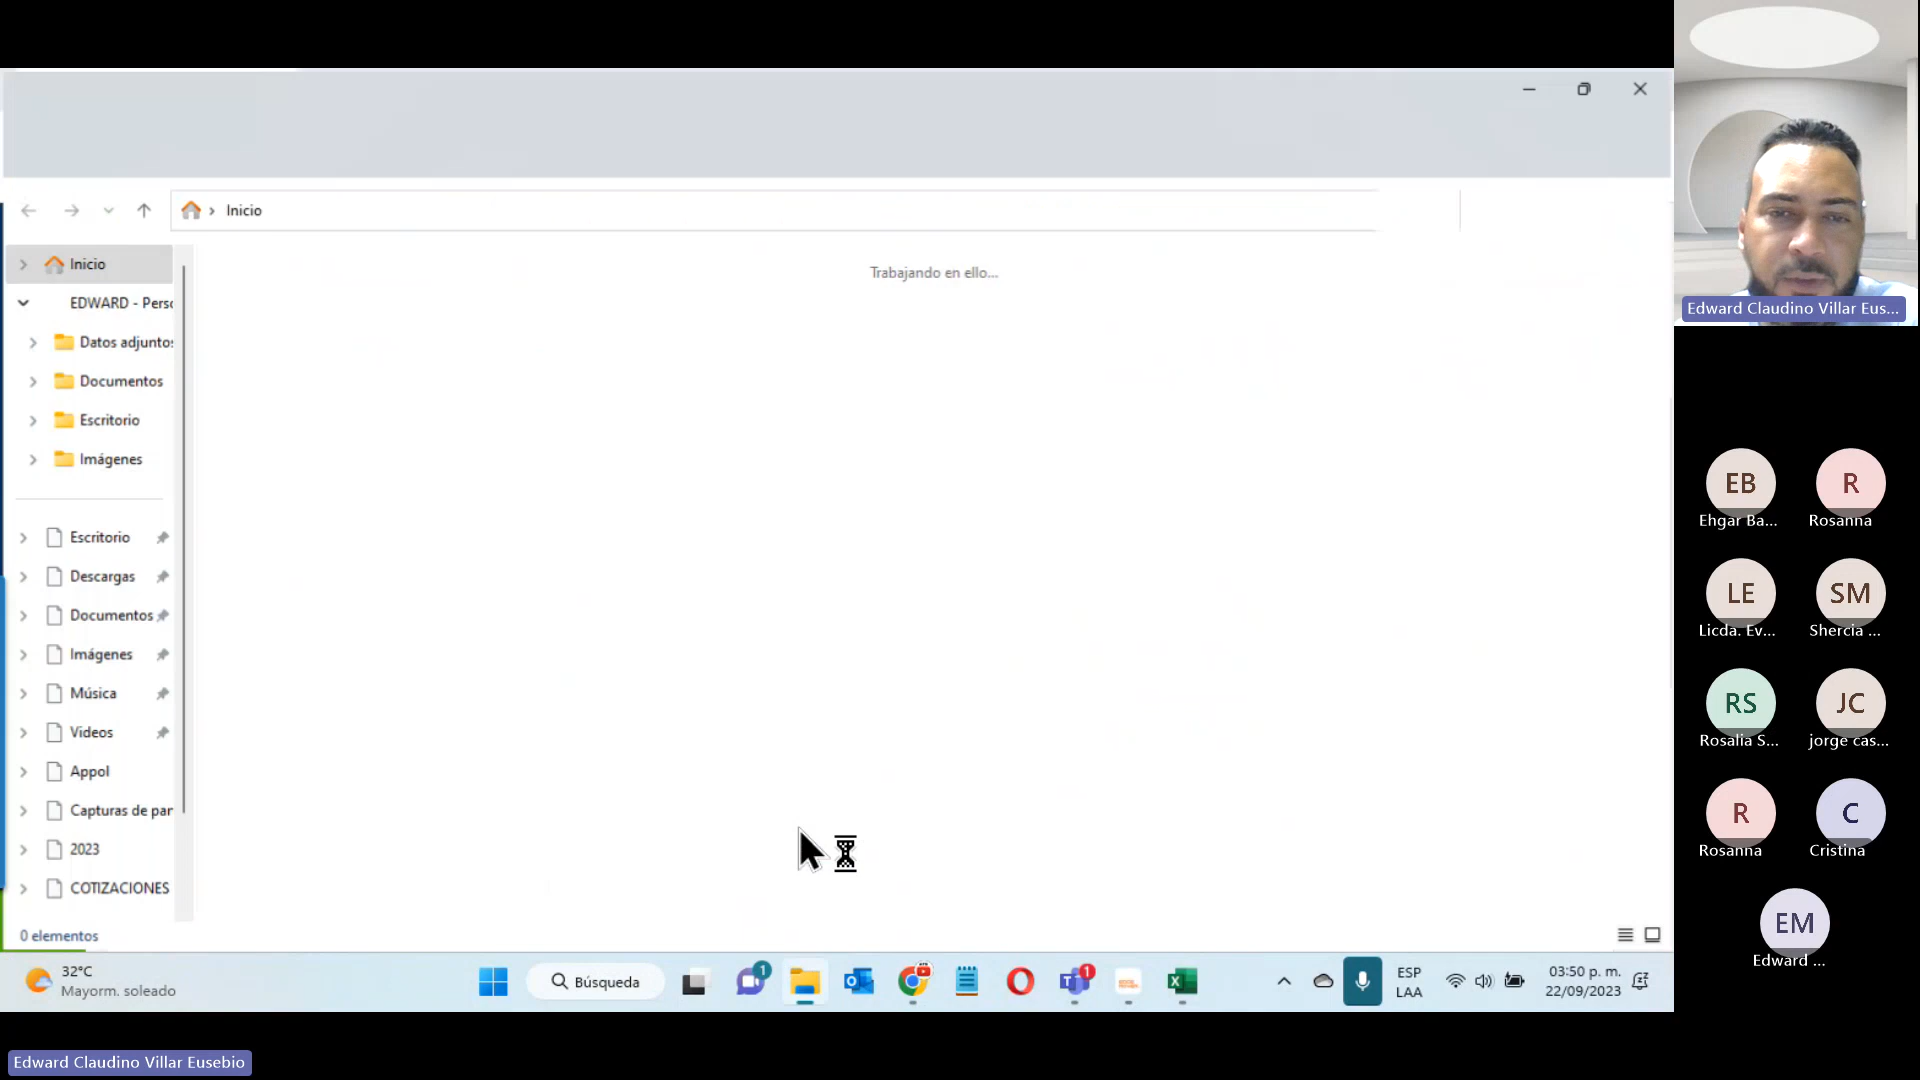 Inicio
Inicio
Trabajando en ello...
EDWARD - Pers
Datos adjuntos
Documentos
Escritorio
Imágenes
Escritorio
Descargas
Documentos
Imágenes
Música
Videos
Appol
Capturas de par
2023
COTIZACIONES
0 elementos
32°C
Mayorm. soleado
Búsqueda
1
1
ESP
LAA
03:50 p. m.
22/09/2023
Edward Claudino Villar Eusebio
Edward Claudino Villar Eus...
EB
Ehgar Ba...
R
Rosanna
LE
Licda. Ev...
SM
Shercia ...
RS
Rosalia S...
JC
jorge cas...
R
Rosanna
C
Cristina
EM
Edward ...